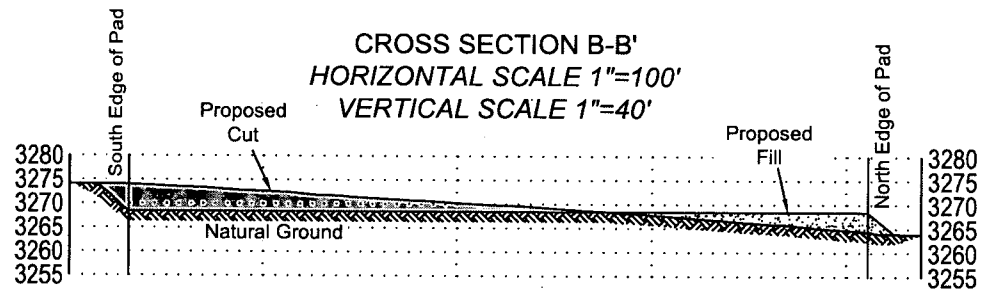 CROSS SECTION B-B'
HORIZONTAL SCALE 1"=100'
VERTICAL SCALE 1"=40'
South Edge of Pad
Proposed
Cut
Proposed
Fill
North Edge of Pad
3280
3275
3270
3265
3260
3255
Natural Ground
3280
3275
3270
3265
3260
3255